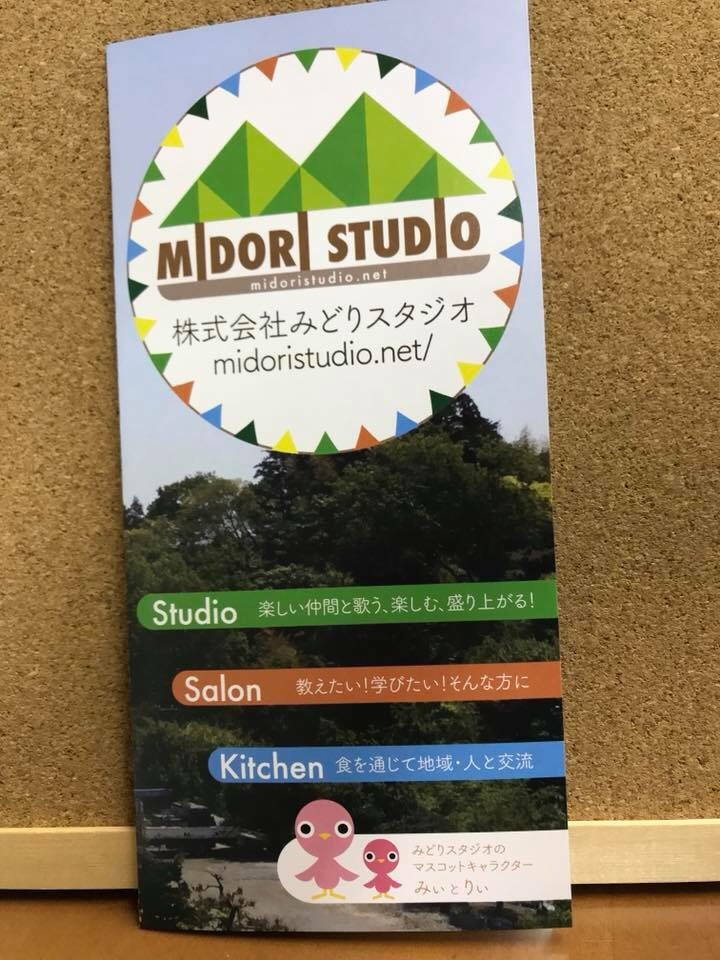 MIDORI STUDIO
midoristudio.net
株式会社みどりスタジオ
midoristudio.net/
Studio 楽しい仲間と歌う、楽しむ、盛り上がる！
Salon 教えたい！学びたい！そんな方に
Kitchen 食を通じて地域・人と交流
みどりスタジオの
マスコットキャラクター
みぃとりぃ